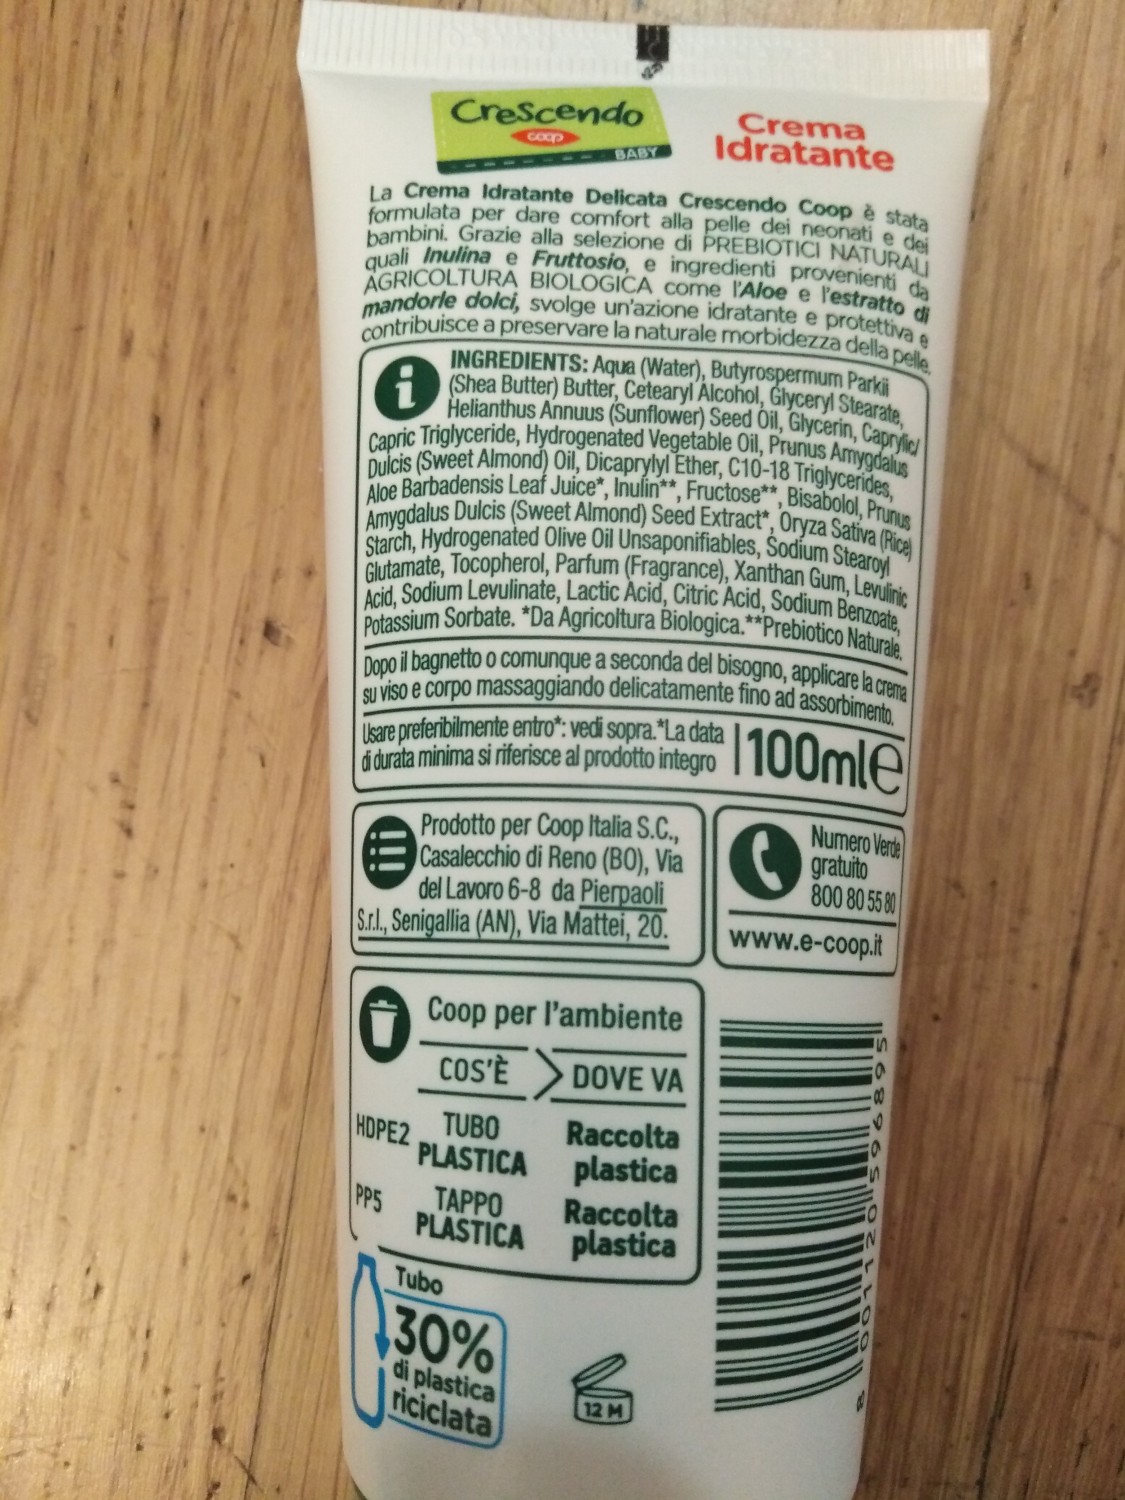 Crescendo
coop
BABY
Crema
Idratante
La Crema Idratante Delicata Crescendo Coop è stata
formulata per dare comfort alla pelle dei neonati e dei
bambini. Grazie alla selezione di PREBIOTICI NATURALI
quali Inulina e Fruttosio, e ingredienti provenienti da
AGRICOLTURA BIOLOGICA come l'Aloe e l'estratto di
mandorle dolci, svolge un'azione idratante e protettiva e
contribuisce a preservare la naturale morbidezza della pelle.
INGREDIENTS: Aqua (Water), Butyrospermum Parkii
(Shea Butter) Butter, Cetearyl Alcohol, Glyceryl Stearate,
Helianthus Annuus (Sunflower) Seed Oil, Glycerin, Caprylic/
Capric Triglyceride, Hydrogenated Vegetable Oil, Prunus Amygdalus
Dulcis (Sweet Almond) Oil, Dicaprylyl Ether, C10-18 Triglycerides,
Aloe Barbadensis Leaf Juice*, Inulin**, Fructose**, Bisabolol, Prunus
Amygdalus Dulcis (Sweet Almond) Seed Extract*, Oryza Sativa (Rice)
Starch, Hydrogenated Olive Oil Unsaponifiables, Sodium Stearoyl
Glutamate, Tocopherol, Parfum (Fragrance), Xanthan Gum, Levulinic
Acid, Sodium Levulinate, Lactic Acid, Citric Acid, Sodium Benzoate,
Potassium Sorbate. *Da Agricoltura Biologica.**Prebiotico Naturale.
Dopo il bagnetto o comunque a seconda del bisogno, applicare la crema
su viso e corpo massaggiando delicatamente fino ad assorbimento.
Usare preferibilmente entro*: vedi sopra.*La data
di durata minima si riferisce al prodotto integro
100ml e
Prodotto per Coop Italia S.C.,
Casalecchio di Reno (BO), Via
del Lavoro 6-8 da Pierpaoli
S.r.l., Senigallia (AN), Via Mattei, 20.
Numero Verde
gratuito
800 80 55 80
www.e-coop.it
Coop per l'ambiente
COS'È DOVE VA
HDPE2 TUBO PLASTICA Raccolta plastica
PP5 TAPPO PLASTICA Raccolta plastica
Tubo
30%
di plastica
riciclata
12 M
8 001120 596895